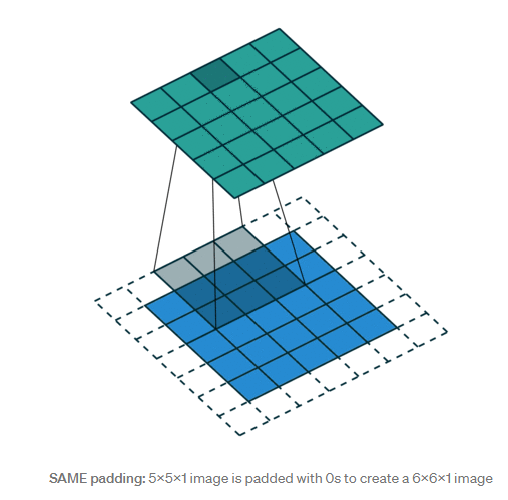 SAME padding: 5×5×1 image is padded with 0s to create a 6×6×1 image